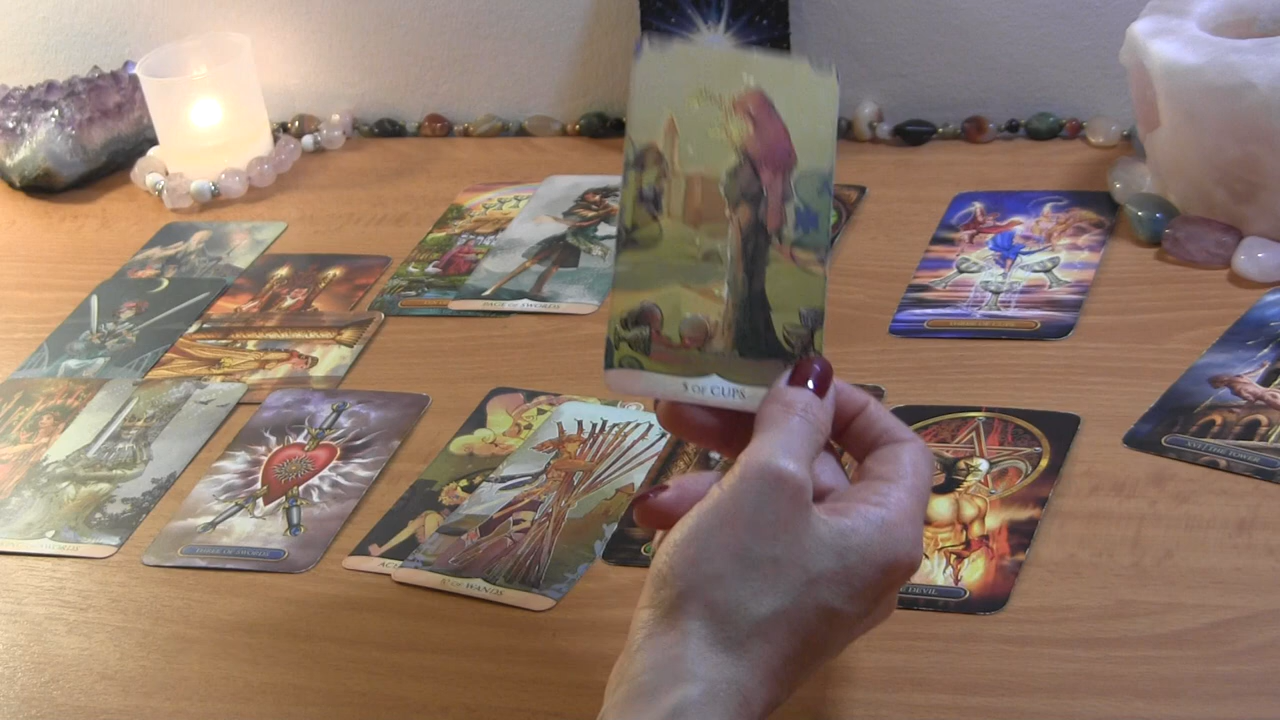 PAGE OF SWORDS
THREE OF CUPS
5 OF CUPS
XVI THE TOWER
THREE OF SWORDS
10 OF WANDS
DEVIL